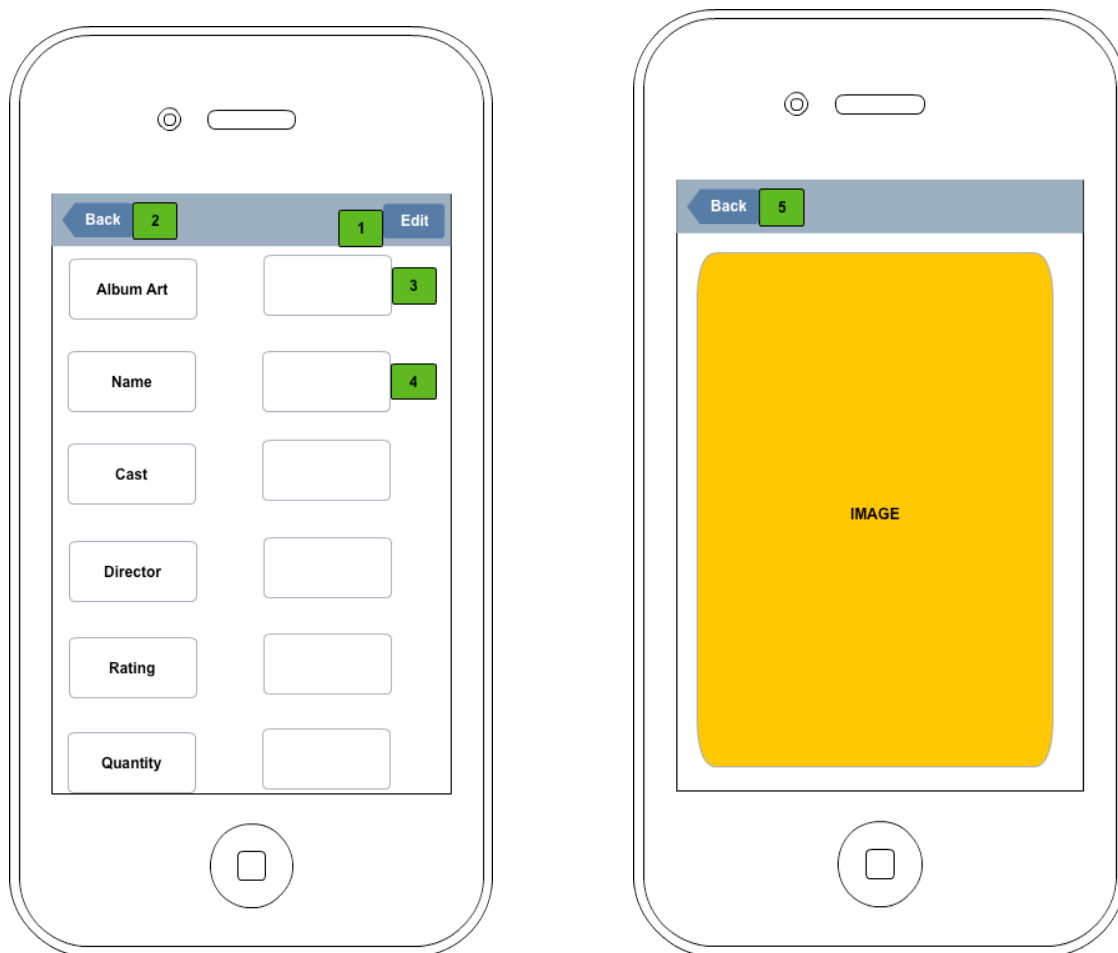 Back 2 1 Edit
Album Art 3
Name 4
Cast
Director
Rating
Quantity
Back 5
IMAGE